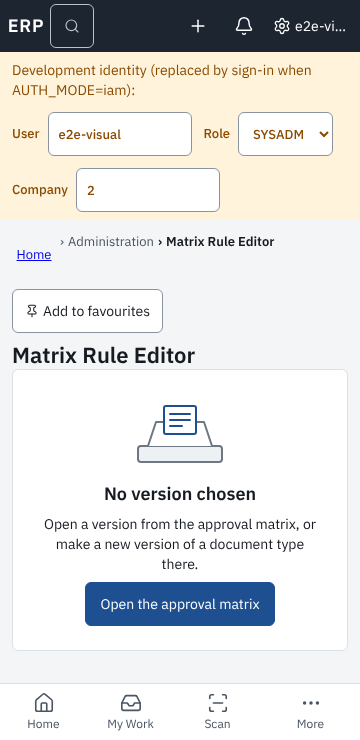 ERP
e2e-vi...
Development identity (replaced by sign-in when
AUTH_MODE=iam):
User e2e-visual Role SYSADM
Company 2
Home › Administration › Matrix Rule Editor
Add to favourites
Matrix Rule Editor
No version chosen
Open a version from the approval matrix, or
make a new version of a document type
there.
Open the approval matrix
Home My Work Scan More